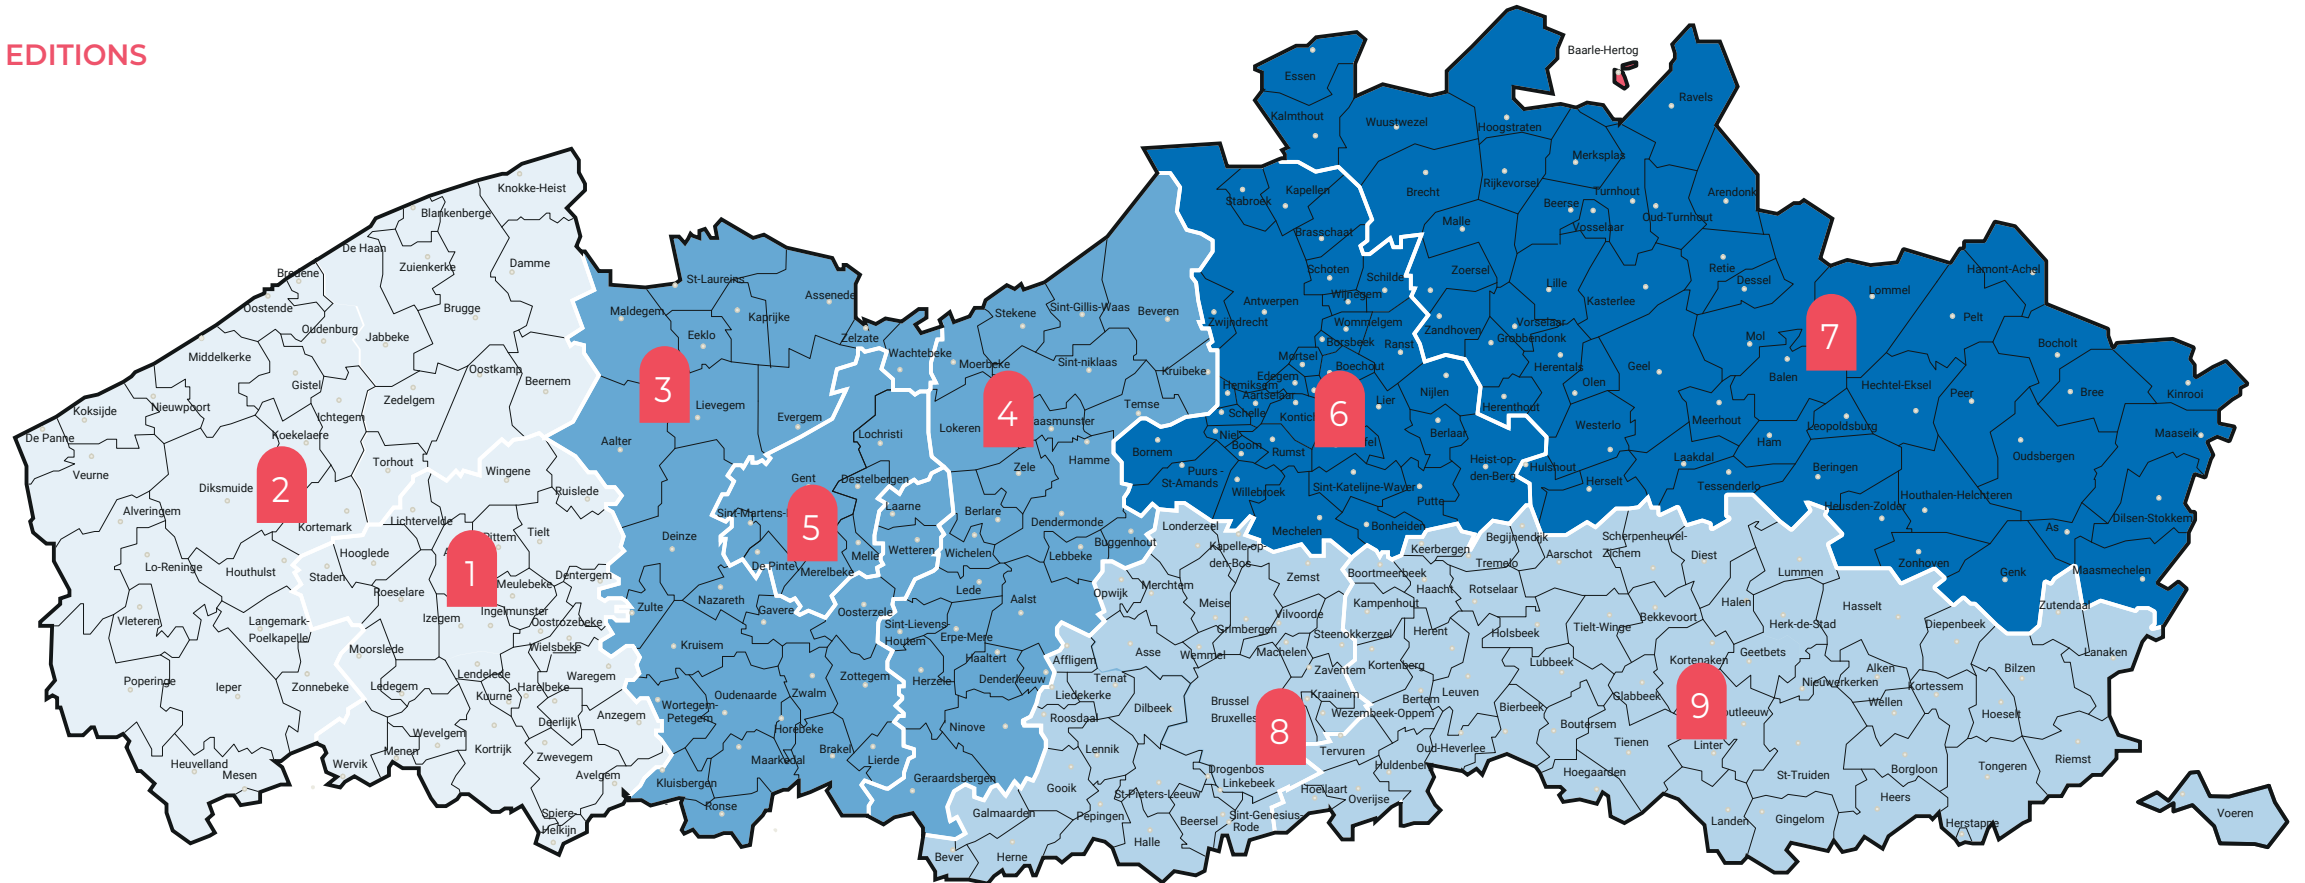 EDITIONS
Baarle-Hertog
Essen
Ravels
Kalmthout
Wuustwezel
Hoogstraten
Merksplas
Knokke-Heist
Kapellen
Brecht
Rijkevorsel
Turnhout
Arendonk
Stabroek
Beerse
Blankenberge
Oud-Turnhout
Malle
Vosselaar
Brasschaat
De Haan
Zuienkerke
Damme
Schoten
Schilde
Zoersel
Retie
Hamont-Achel
Bredene
St-Laureins
Dessel
Lille
Lommel
Assenede
Wijnegem
Antwerpen
Kasterlee
Oostende
Brugge
Maldegem
Kaprijke
Stekene
Sint-Gillis-Waas
Beveren
Zwijndrecht
Wommelgem
Vorselaar
Pelt
Oudenburg
Jabbeke
Eeklo
Zelzate
Zandhoven
Grobbendonk
Mol
7
Borsbeek
Ranst
Bocholt
Middelkerke
Wachtebeke
Moerbeke
Sint-niklaas
Mortsel
Boechout
Herentals
Geel
Oostkamp
Beernem
Kruibeke
Edegem
Balen
Gistel
3
Hemiksem
Aartselaar
Olen
Hechtel-Eksel
Peer
Bree
Kinrooi
Nijlen
Koksijde
Nieuwpoort
Zedelgem
Lievegem
Temse
Lier
Herenthout
Ichtegem
Evergem
4
Schelle
6
Meerhout
Lokeren
Westerlo
Leopoldsburg
De Panne
Koekelaere
Aalter
Lochristi
Niel
Boom
Berlaar
Ham
Maaseik
Bornem
Rumst
Oudsbergen
Torhout
Hamme
Heist-op-
den-Berg
Hulshout
Laakdal
Beringen
Veurne
Wingene
Zele
Puurs -
St-Amands
Gent
Destelbergen
Herselt
Tessenderlo
Diksmuide
2
Ruislede
Willebroek
Sint-Katelijne-Waver
Putte
Houthalen-Helchteren
Alveringem
Laarne
Berlare
Heusden-Zolder
Lichtervelde
Dendermonde
Londerzeel
Bonheiden
Dilsen-Stokkem
Kortemark
5
Mechelen
As
Tielt
Deinze
Buggenhout
Begijnendijk
Scherpenheuvel-
Zichem
Hooglede
Melle
Wetteren
Wichelen
Lebbeke
Kapelle-op-
den-Bos
Keerbergen
Aarschot
Diest
Lo-Reninge
Houthulst
Staden
1
De Pinte
Merelbeke
Tremelo
Zonhoven
Dentergem
Zemst
Boortmeerbeek
Lummen
Genk
Maasmechelen
Meulebeke
Merchtem
Haacht
Rotselaar
Roeselare
Nazareth
Lede
Opwijk
Aalst
Meise
Kampenhout
Halen
Hasselt
Zutendaal
Zulte
Gavere
Oosterzele
Ingelmunster
Izegem
Oostrozebeke
Vilvoorde
Bekkevoort
Vleteren
Langemark-
Poelkapelle
Sint-Lievens-
Houtem
Grimbergen
Steenokkerzeel
Herent
Holsbeek
Tielt-Winge
Herk-de-Stad
Diepenbeek
Erpe-Mere
Moorslede
Wielsbeke
Kruisem
Asse
Wemmel
Machelen
Geetbets
Lanaken
Haaltert
Affligem
Kortenberg
Lubbeek
Kortenaken
Bilzen
Zaventem
Alken
Lendelede
Waregem
Zottegem
Herzele
Denderleeuw
Ternat
Nieuwerkerken
Poperinge
Ieper
Zonnebeke
Ledegem
Harelbeke
Kuurne
Oudenaarde
Zwalm
Liedekerke
Kraainem
Leuven
Kortessem
Bertem
Glabbeek
9
Wortegem-
Petegem
Brussel
Bruxelles
Wellen
Dilbeek
Bierbeek
Hoeselt
Anzegem
Roosdaal
Wezembeek-Oppem
Deerlijk
Horebeke
Ninove
8
Boutersem
Wevelgem
Tienen
Linter
Menen
Kortrijk
Brakel
Lennik
Tervuren
Oud-Heverlee
Zwevegem
Maarkedal
Lierde
Riemst
Heuvelland
Wervik
Huldenberg
Tongeren
Mesen
Avelgem
Drogenbos
Linkebeek
Hoegaarden
St-Truiden
Borgloon
Kluisbergen
Geraardsbergen
Gooik
Hoeilaart
St-Pieters-Leeuw
Overijse
Heers
Ronse
Galmaarden
Pepingen
Beersel
Sint-Genesius-
Rode
Landen
Gingelom
Herstappe
Voeren
Spiere-
Helkijn
Halle
Bever
Herne